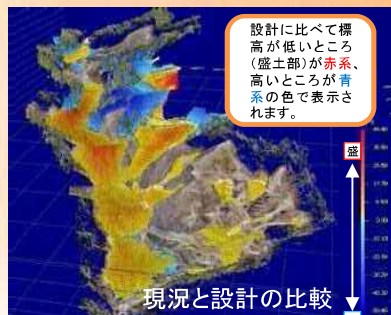 設計に比べて標
高が低いところ
(盛土部)が赤系、
高いところが青
系の色で表示さ
れます。
盛
現況と設計の比較